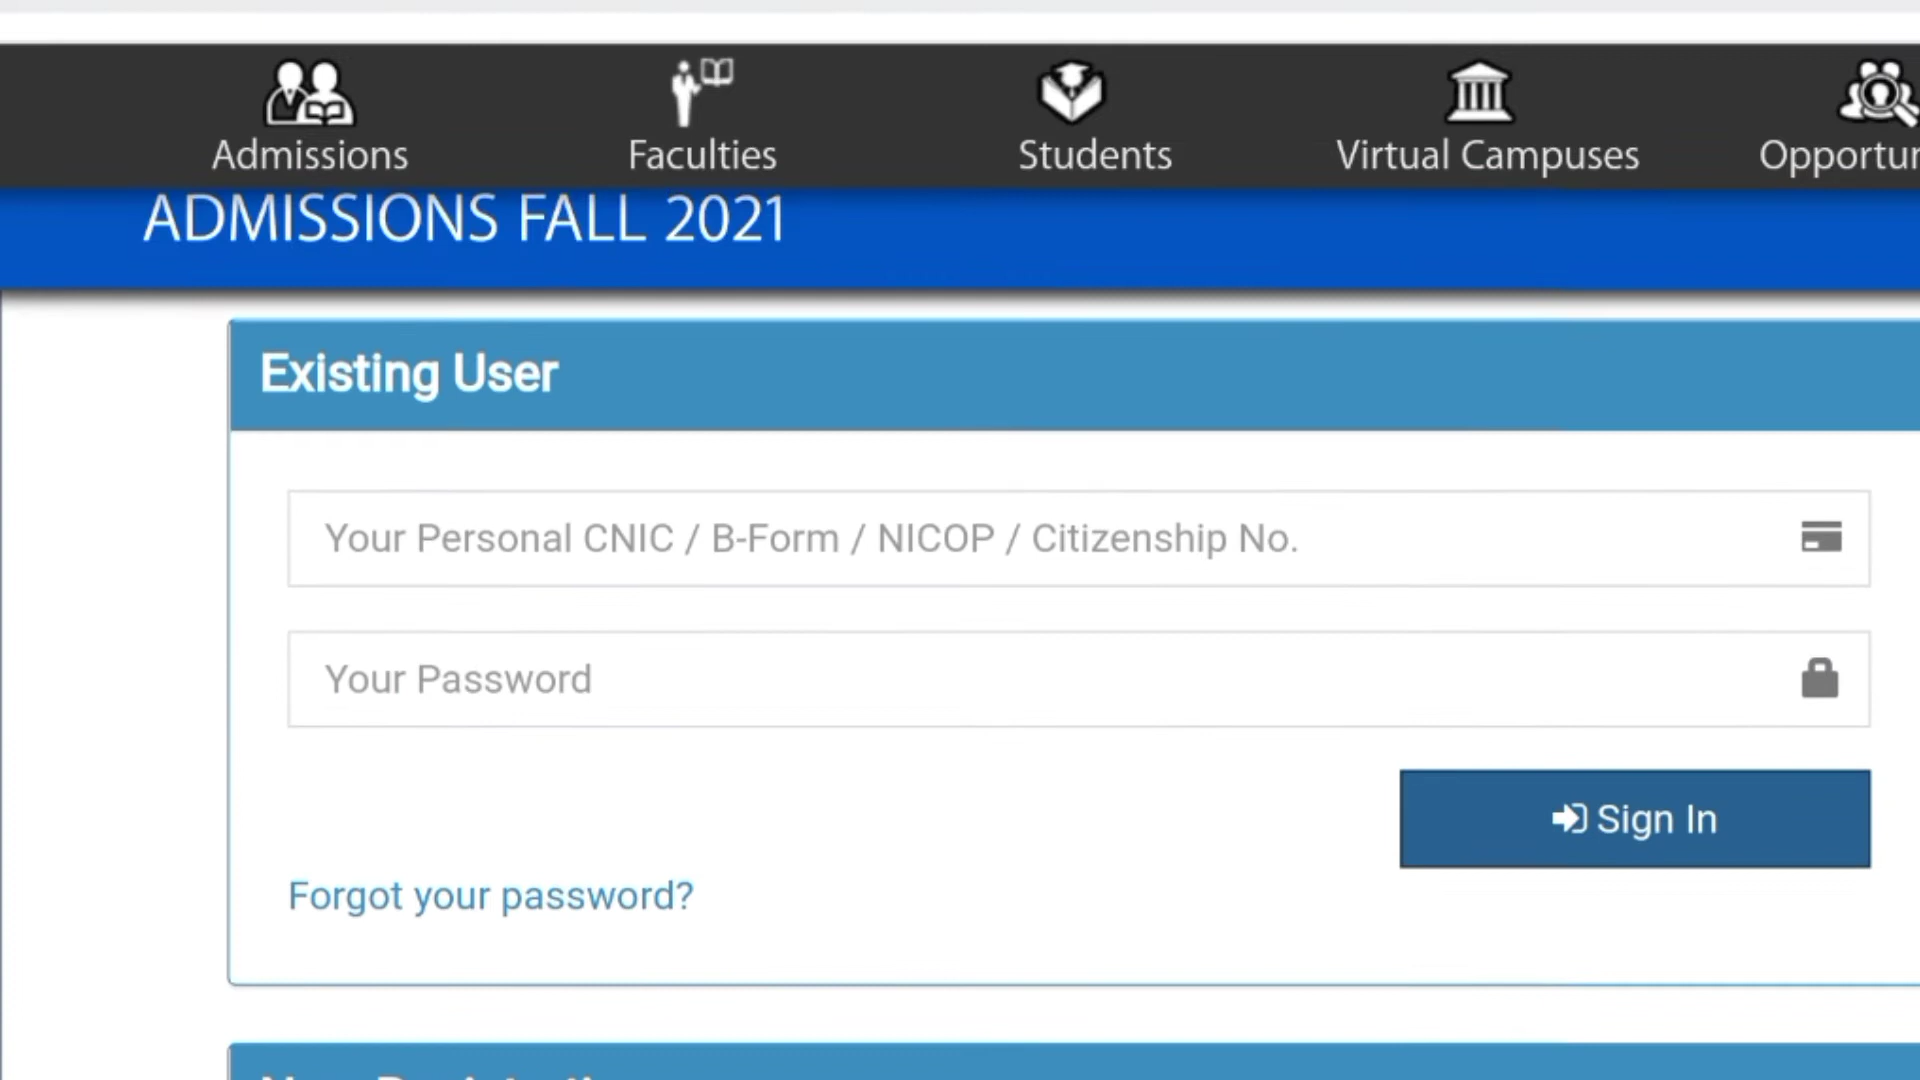 Admissions
Faculties
Students
Virtual Campuses
Opportun
ADMISSIONS FALL 2021
Existing User
Your Personal CNIC / B-Form / NICOP / Citizenship No.
Your Password
Sign In
Forgot your password?